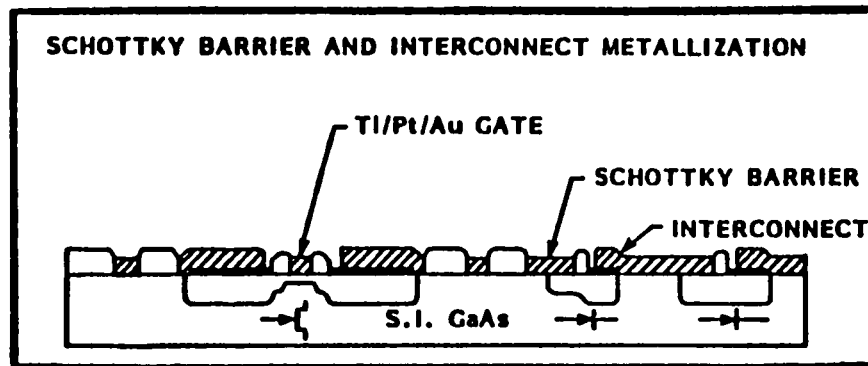 SCHOTTKY BARRIER AND INTERCONNECT METALLIZATION
TI/Pt/Au GATE
SCHOTTKY BARRIER
INTERCONNECT
S.I. GaAs